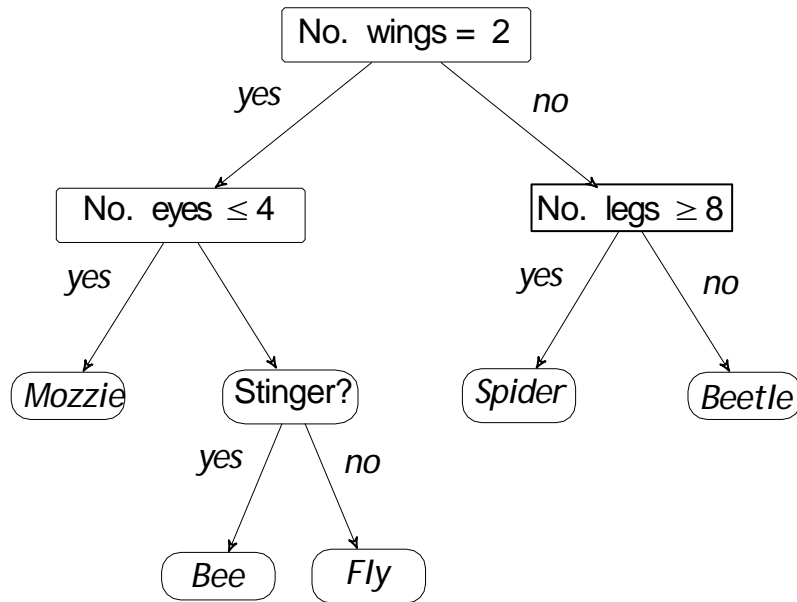 No. wings = 2
yes
no
No. eyes ≤ 4
No. legs ≥ 8
yes
yes
no
Mozzie
Stinger?
Spider
Beetle
yes
no
Bee
Fly